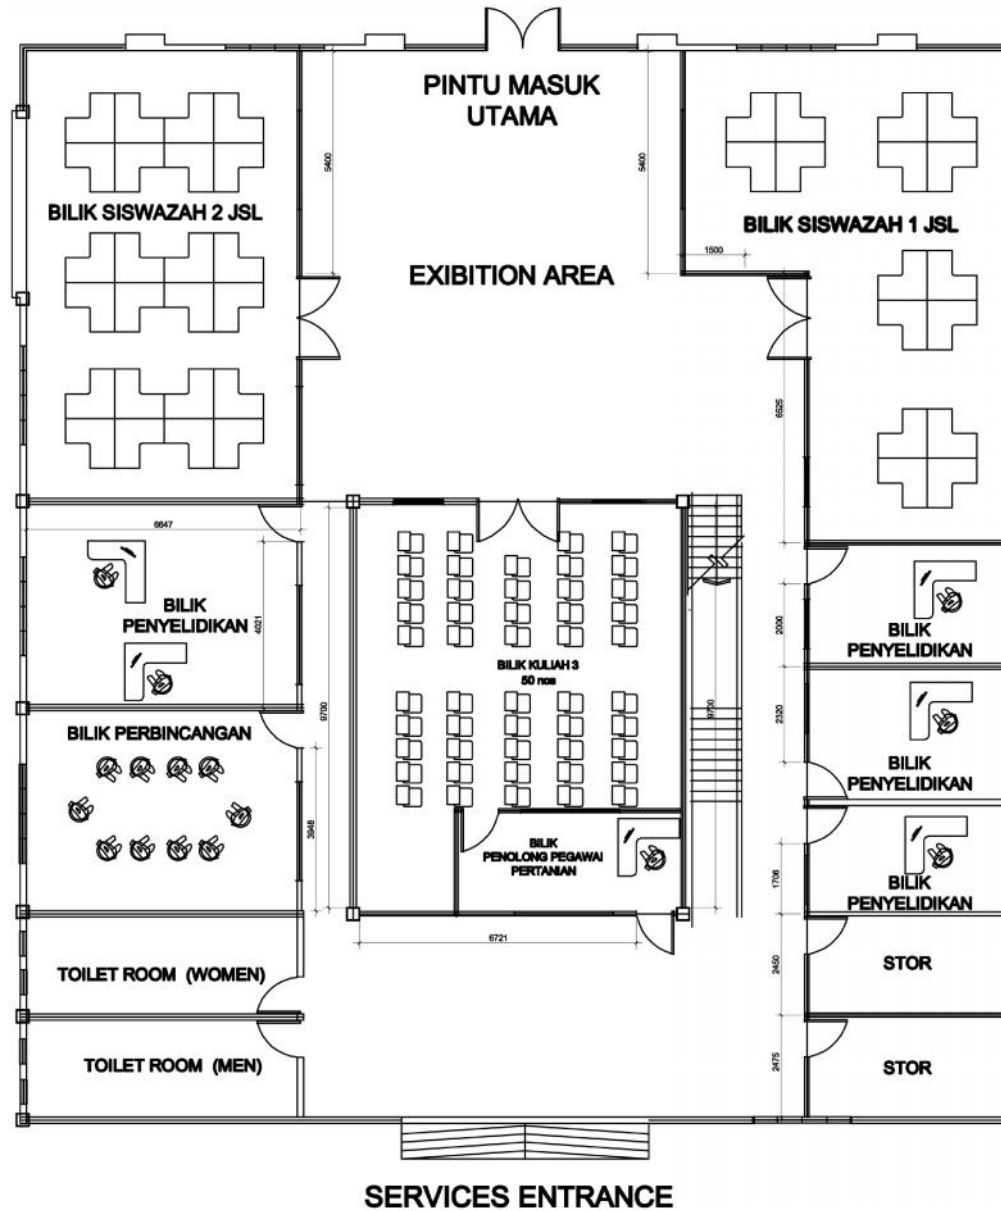 PINTU MASUK
UTAMA
BILIK SISWAZAH 2 JSL
BILIK SISWAZAH 1 JSL
5400
5400
1500
EXIBITION AREA
6525
6647
BILIK
PENYELIDIKAN
4021
BILIK
PENYELIDIKAN
2000
BILIK KULIAH 3
50 nos
9700
9700
2320
BILIK PERBINCANGAN
BILIK
PENYELIDIKAN
3948
BILIK
PENOLONG PEGAWAI
PERTANIAN
1706
BILIK
PENYELIDIKAN
6721
TOILET ROOM (WOMEN)
2450
STOR
TOILET ROOM (MEN)
2475
STOR
SERVICES ENTRANCE